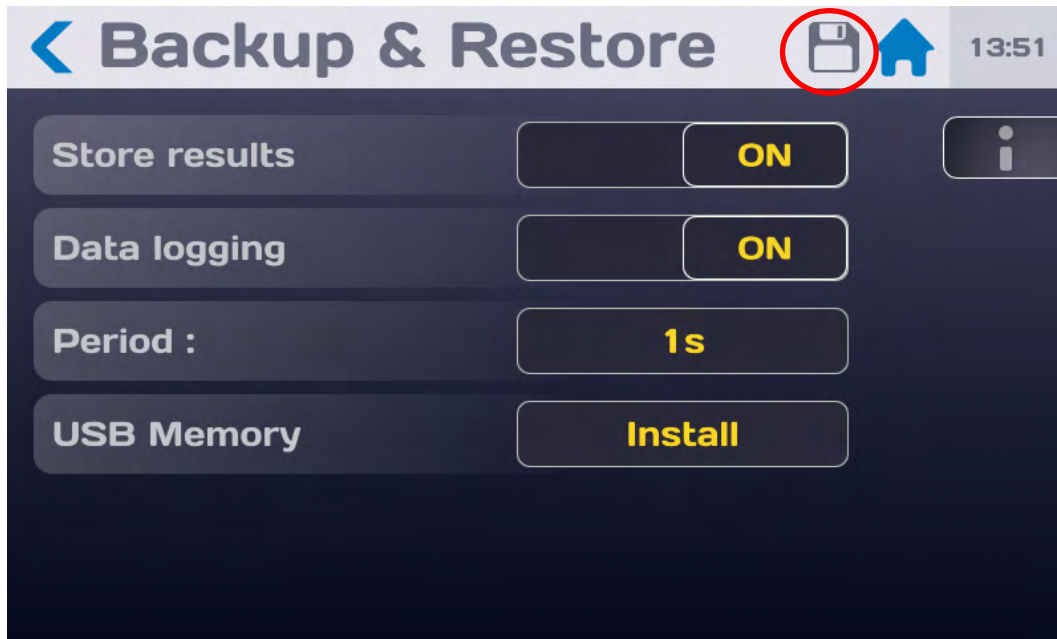 Backup & Restore 13:51
Store results ON
Data logging ON
Period : 1s
USB Memory Install